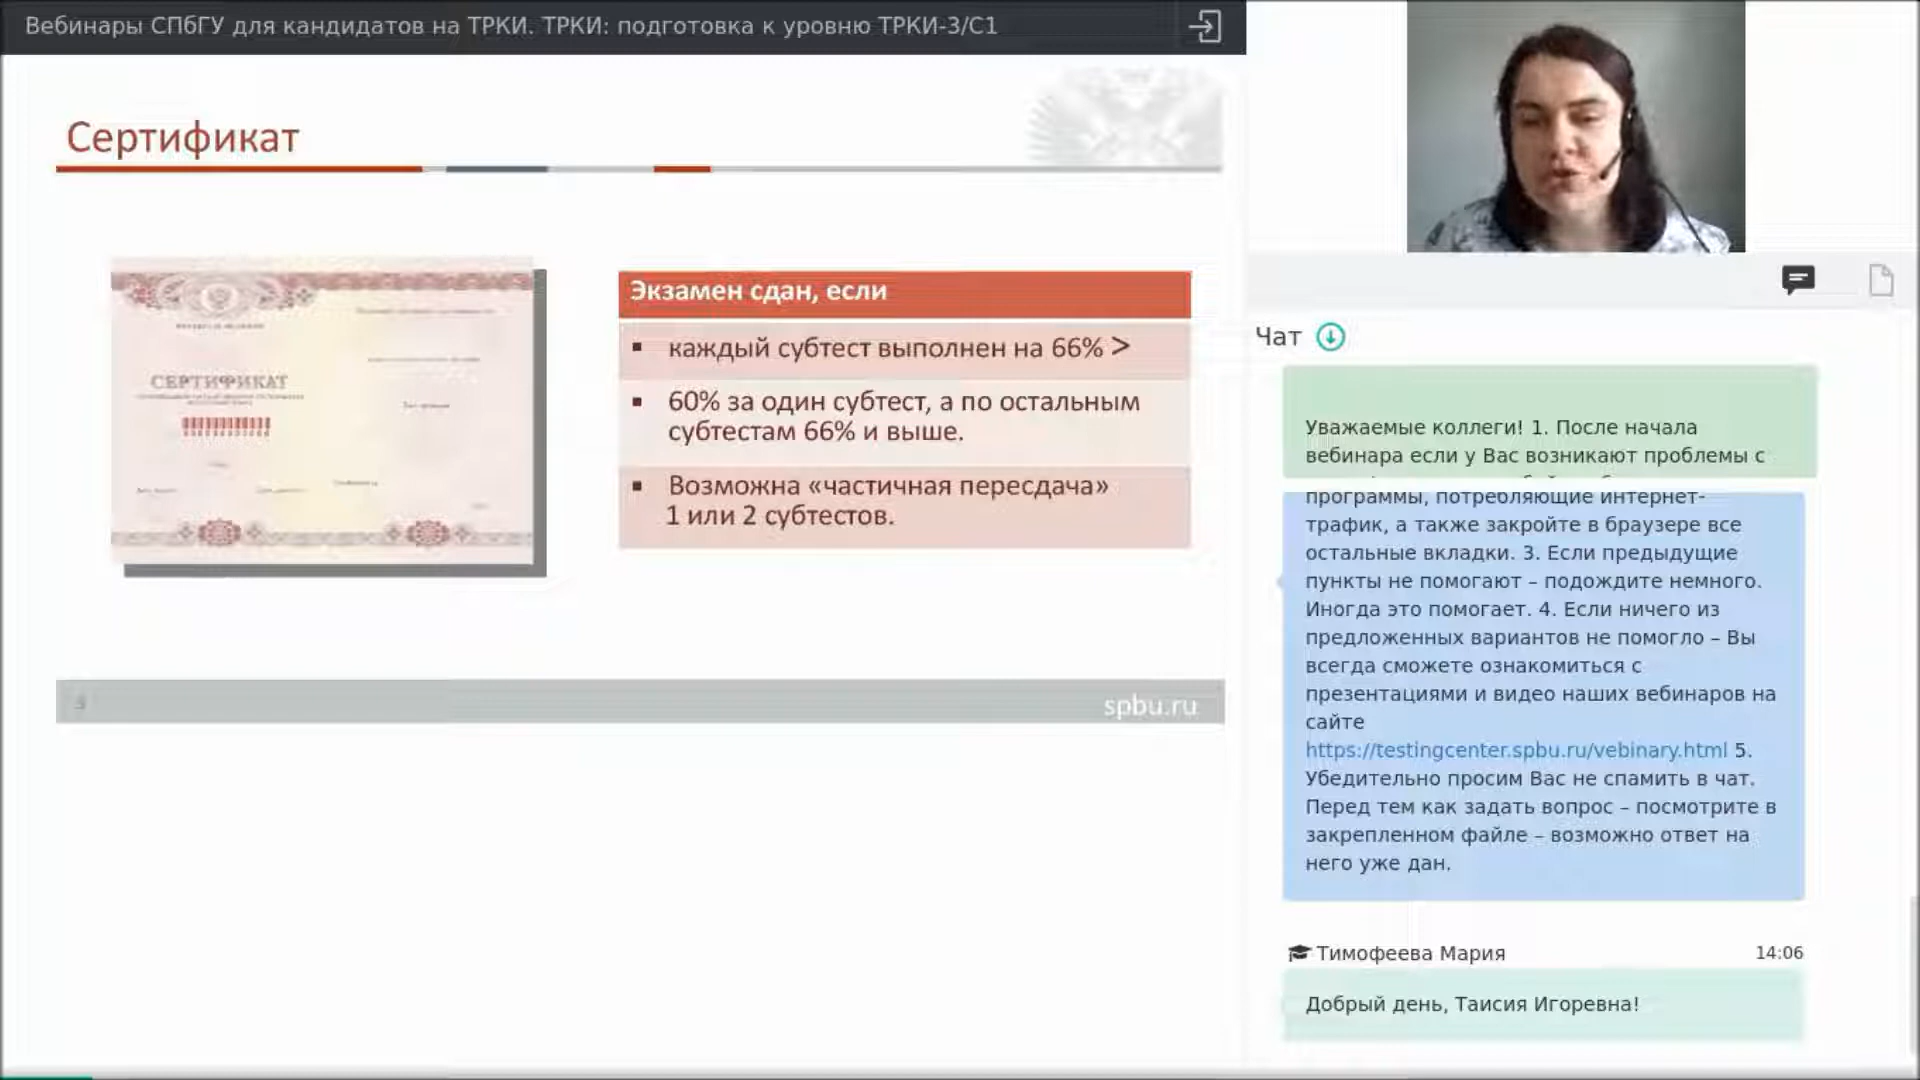 Вебинары СПбГУ для кандидатов на ТРКИ. ТРКИ: подготовка к уровню ТРКИ-3/С1
Сертификат
СЕРТИФИКАТ
Экзамен сдан, если
▪ каждый субтест выполнен на 66% >
▪ 60% за один субтест, а по остальным
субтестам 66% и выше.
▪ Возможна «частичная пересдача»
1 или 2 субтестов.
3
spbu.ru
Чат
Уважаемые коллеги! 1. После начала
вебинара если у Вас возникают проблемы с
программы, потребляющие интернет-
трафик, а также закройте в браузере все
остальные вкладки. 3. Если предыдущие
пункты не помогают – подождите немного.
Иногда это помогает. 4. Если ничего из
предложенных вариантов не помогло – Вы
всегда сможете ознакомиться с
презентациями и видео наших вебинаров на
сайте
https://testingcenter.spbu.ru/vebinary.html 5.
Убедительно просим Вас не спамить в чат.
Перед тем как задать вопрос – посмотрите в
закрепленном файле – возможно ответ на
него уже дан.
Тимофеева Мария 14:06
Добрый день, Таисия Игоревна!